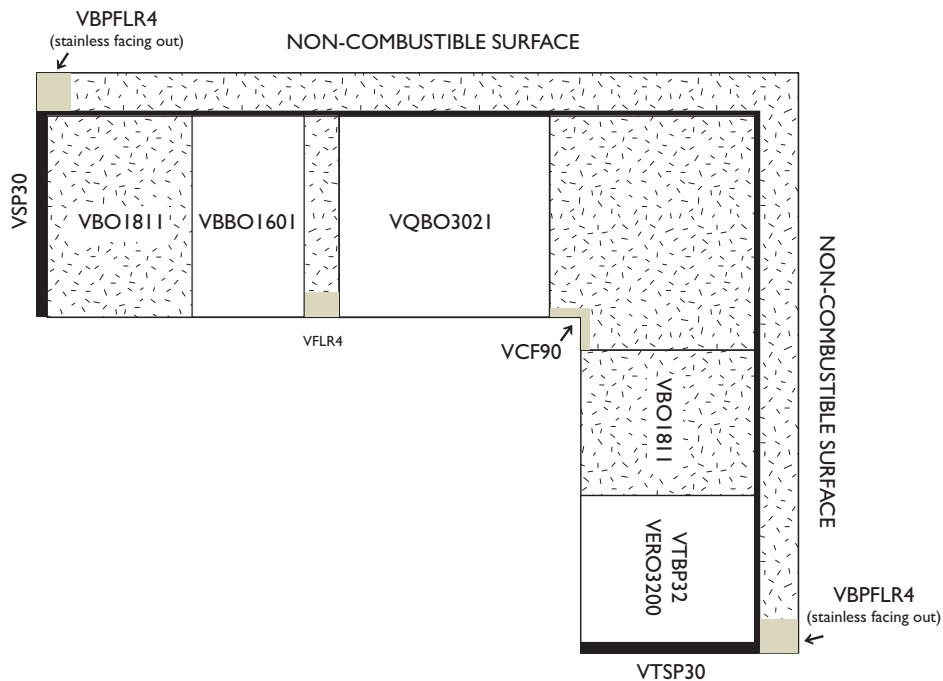 VBPFLR4
(stainless facing out)
NON-COMBUSTIBLE SURFACE
VSP30
VBO1811
VBBO1601
VQBO3021
VFLR4
VCF90
NON-COMBUSTIBLE SURFACE
VBO1811
VTBP32
VERO3200
VBPFLR4
(stainless facing out)
VTSP30